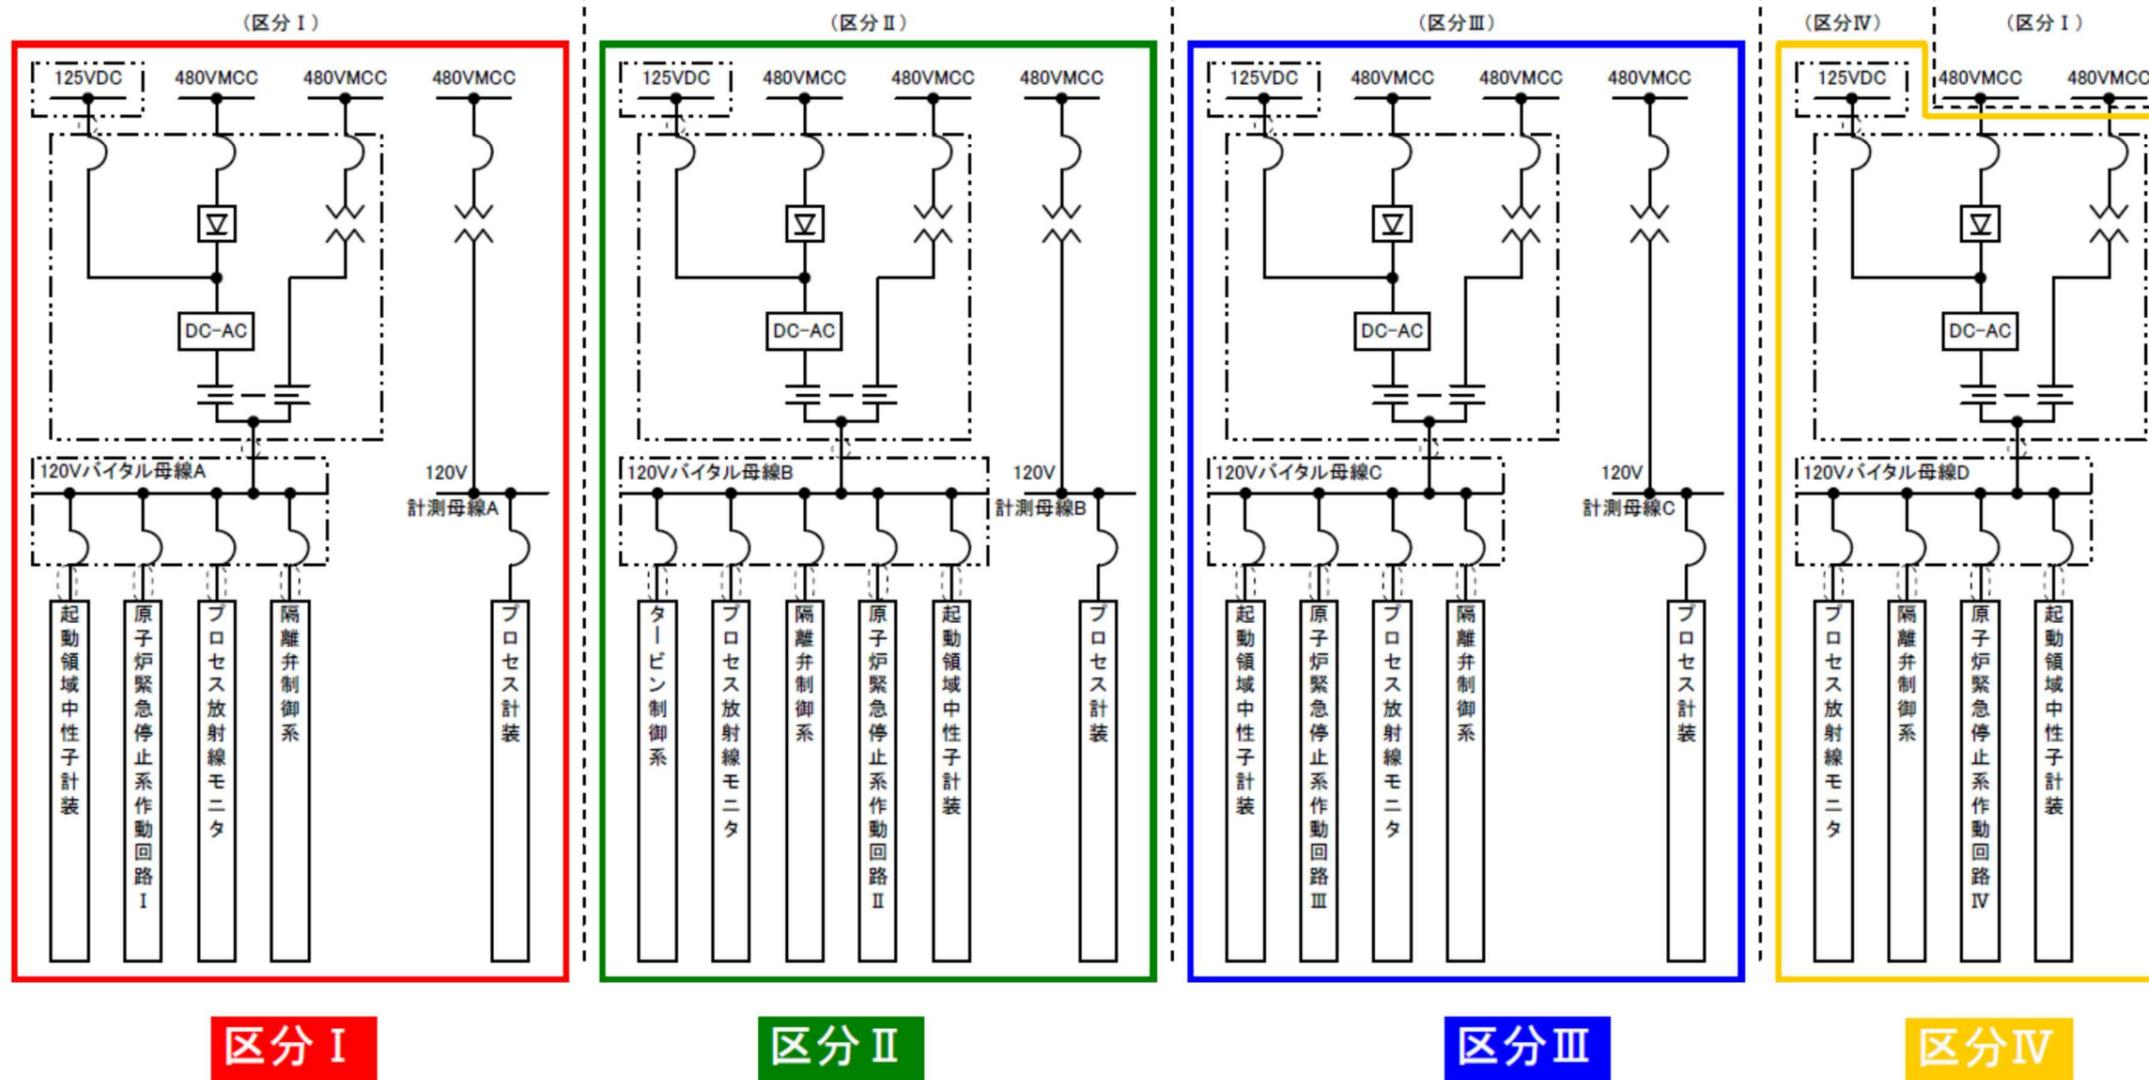 (区分Ⅰ)
125VDC
480VMCC
480VMCC
480VMCC
DC-AC
120Vバイタル母線A
120V
計測母線A
起動領域中性子計装
原子炉緊急停止系作動回路Ⅰ
プロセス放射線モニタ
隔離弁制御系
プロセス計装
区分Ⅰ
(区分Ⅱ)
125VDC
480VMCC
480VMCC
480VMCC
DC-AC
120Vバイタル母線B
120V
計測母線B
タービン制御系
プロセス放射線モニタ
隔離弁制御系
原子炉緊急停止系作動回路Ⅱ
起動領域中性子計装
プロセス計装
区分Ⅱ
(区分Ⅲ)
125VDC
480VMCC
480VMCC
480VMCC
DC-AC
120Vバイタル母線C
120V
計測母線C
起動領域中性子計装
原子炉緊急停止系作動回路Ⅲ
プロセス放射線モニタ
隔離弁制御系
プロセス計装
区分Ⅲ
(区分Ⅳ)
(区分Ⅰ)
125VDC
480VMCC
480VMCC
DC-AC
120Vバイタル母線D
プロセス放射線モニタ
隔離弁制御系
原子炉緊急停止系作動回路Ⅳ
起動領域中性子計装
区分Ⅳ